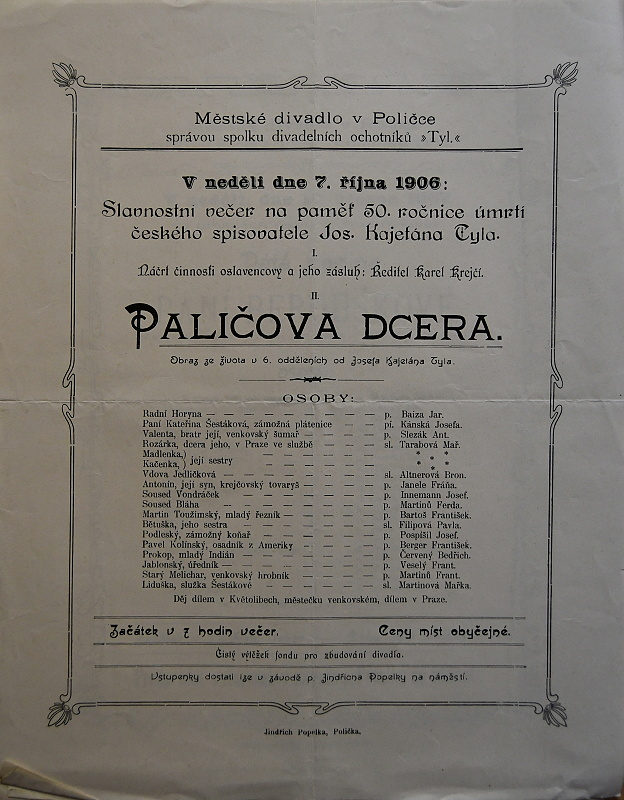 Městské divadlo v Poličce
správou spolku divadelních ochotníků »Tyl.«
V neděli dne 7. října 1906:
Slavnostní večer na paměť 50. ročnice úmrtí
českého spisovatele Jos. Kajetána Tyla.
I.
Náčrt činnosti oslavencovy a jeho zásluh: Ředitel Karel Krejčí.
II.
PALIČOVA DCERA.
Obraz ze života v 6. odděleních od Josefa Kajetána Tyla.
OSOBY:
Radní Horyna — — — — — — — p. Baiza Jar.
Paní Kateřina Šestáková, zámožná plátenice — — pí. Kánská Josefa.
Valenta, bratr její, venkovský šumař — — — — p. Slezák Ant.
Rozárka, dcera jeho, v Praze ve službě — — — sl. Tarabová Mař.
Madlenka,) * * *
Kačenka,) její sestry — — — — — * * *
Vdova Jedličková — — — — — — — sl. Altnerová Bron.
Antonín, její syn, krejčovský tovaryš — — — — p. Janele Fráňa.
Soused Vondráček — — — — — — — p. Innemann Josef.
Soused Bláha — — — — — — — p. Martinů Ferda.
Martin Toužimský, mladý řezník — — — — — p. Bartoš František.
Bětuška, jeho sestra — — — — — — sl. Filipová Pavla.
Podleský, zámožný koňař — — — — — — p. Pospíšil Josef.
Pavel Kolínský, osadník z Ameriky — — — — p. Berger František.
Prokop, mladý Indián — — — — — — p. Červený Bedřich.
Jablonský, úředník — — — — — — — p. Veselý Frant.
Starý Melichar, venkovský hrobník — — — — p. Martinů Frant.
Liduška, služka Šestákové — — — — — sl. Martinová Mařka.
Děj dílem v Květolibech, městečku venkovském, dílem v Praze.
Začátek v 7 hodin večer. Ceny míst obyčejné.
Čistý výtěžek fondu pro zbudování divadla.
Vstupenky dostati lze v závodě p. Jindřicha Popelky na náměstí.
Jindřich Popelka, Polička.